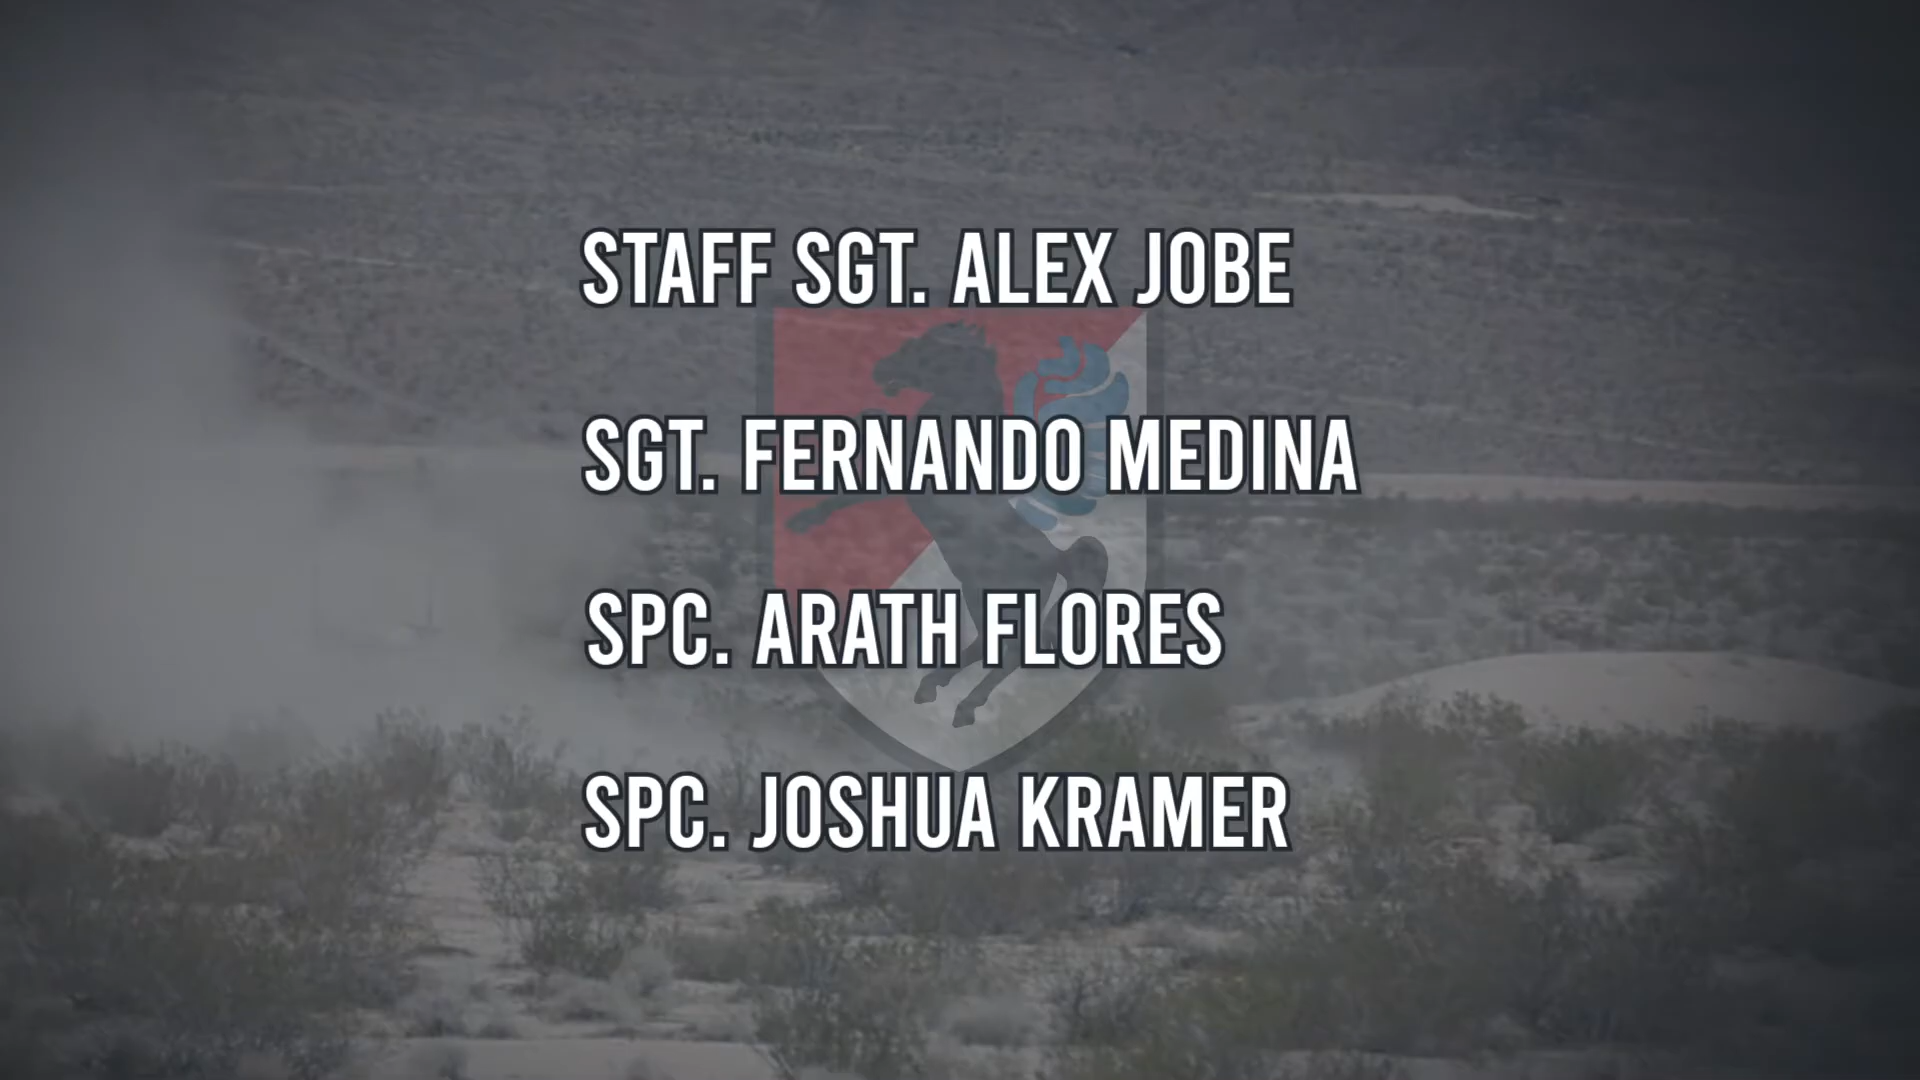 STAFF SGT. ALEX JOBE
SGT. FERNANDO MEDINA
SPC. ARATH FLORES
SPC. JOSHUA KRAMER